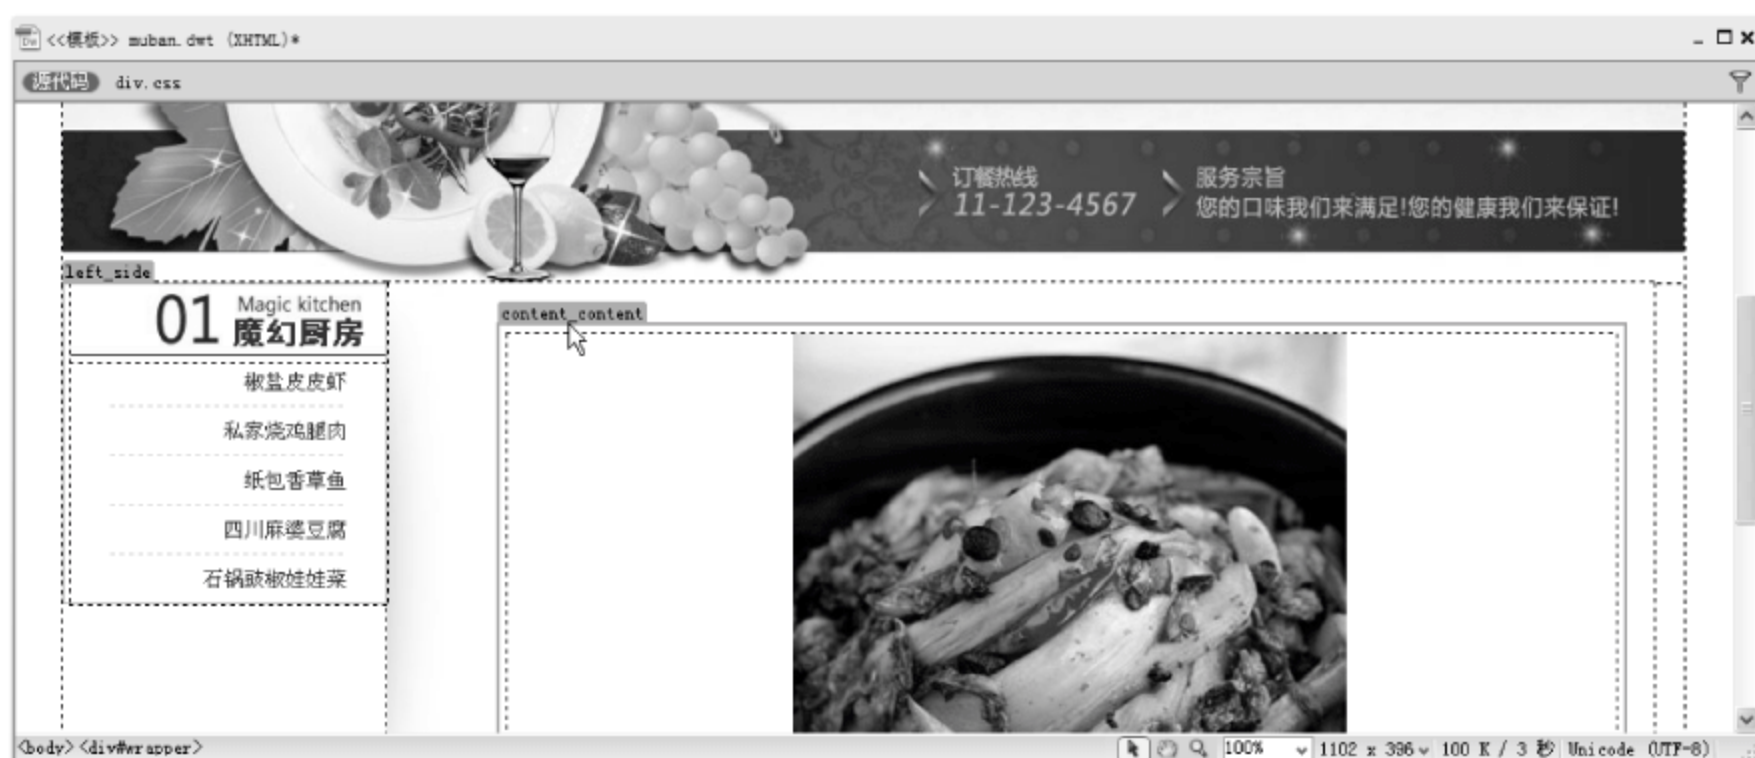 <<模板>> muban.dwt (XHTML)*
源代码 div.css
订餐热线
11-123-4567
服务宗旨
您的口味我们来满足!您的健康我们来保证!
left_side
01 Magic kitchen
魔幻厨房
content_content
椒盐皮皮虾
私家烧鸡腿肉
纸包香草鱼
四川麻婆豆腐
石锅豉椒娃娃菜
<body> <div#wrapper> 100% 1102 x 396 100 K / 3 秒 Unicode (UTF-8)